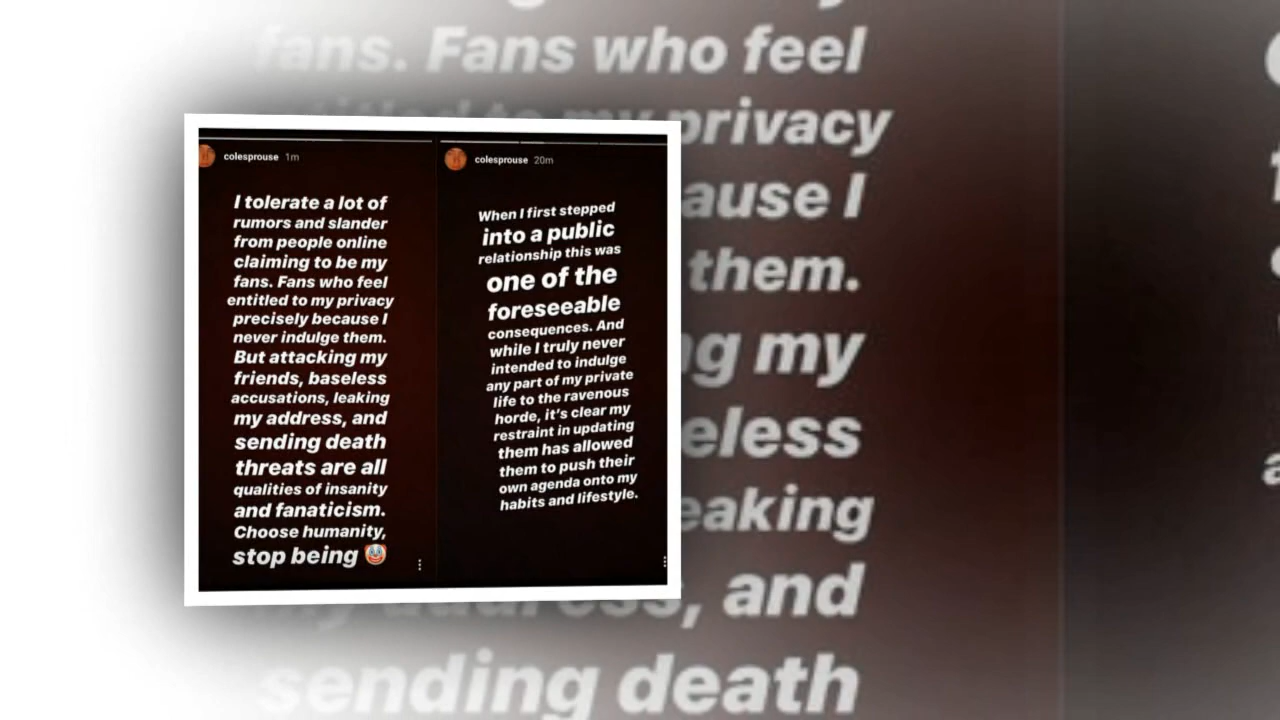 fans. Fans who feel
privacy
ause I
them.
g my
eless
eaking
, and
sending death
colesprouse 1m
I tolerate a lot of
rumors and slander
from people online
claiming to be my
fans. Fans who feel
entitled to my privacy
precisely because I
never indulge them.
But attacking my
friends, baseless
accusations, leaking
my address, and
sending death
threats are all
qualities of insanity
and fanaticism.
Choose humanity,
stop being 🤡
colesprouse 20m
When I first stepped
into a public
relationship this was
one of the
foreseeable
consequences. And
while I truly never
intended to indulge
any part of my private
life to the ravenous
horde, it's clear my
restraint in updating
them has allowed
them to push their
own agenda onto my
habits and lifestyle.